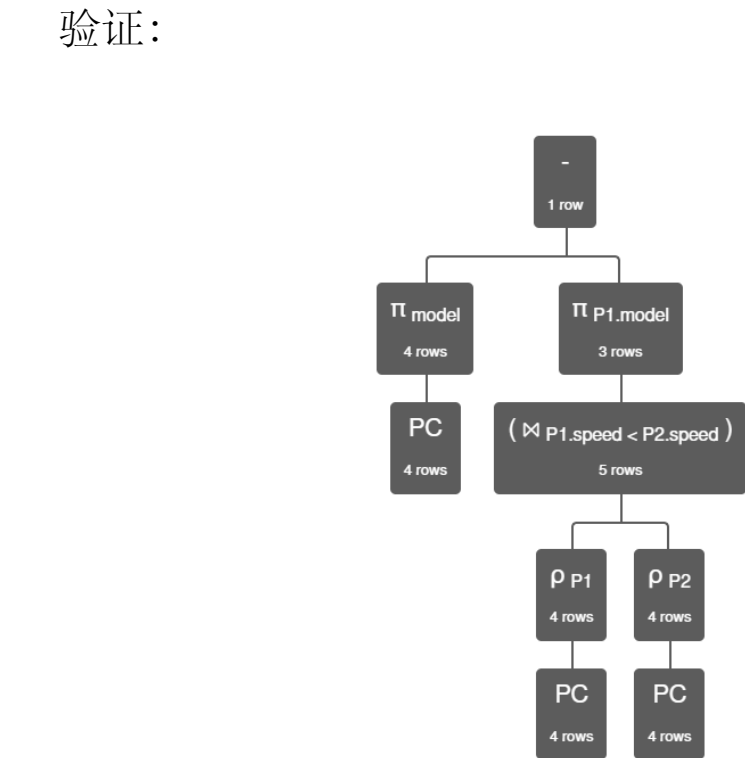 验证：
-
1 row
π model
4 rows
π P1.model
3 rows
PC
4 rows
( ⋈ P1.speed < P2.speed )
5 rows
ρ P1
4 rows
ρ P2
4 rows
PC
4 rows
PC
4 rows